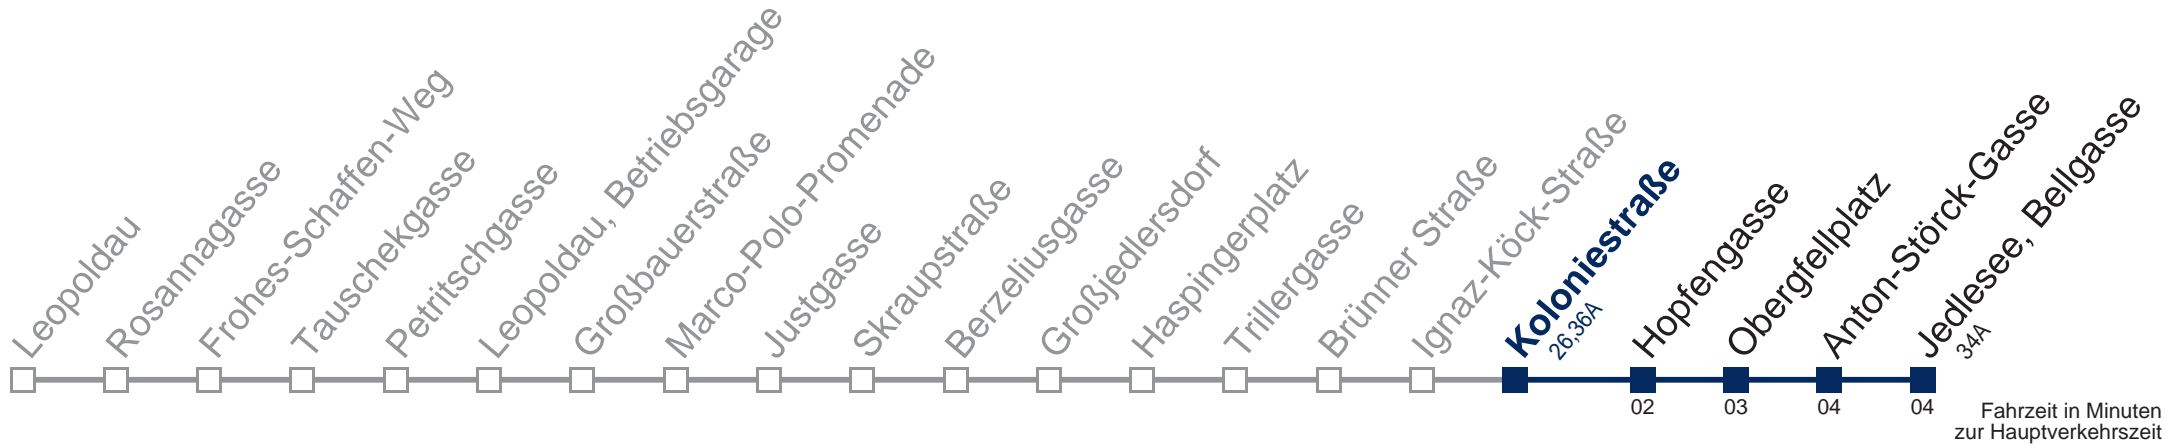 Leopoldau
Rosannagasse
Frohes-Schaffen-Weg
Tauschekgasse
Petritschgasse
Leopoldau, Betriebsgarage
Großbauerstraße
Marco-Polo-Promenade
Justgasse
Skraupstraße
Berzeliusgasse
Großjedlersdorf
Haspingerplatz
Trillergasse
Brünner Straße
Ignaz-Köck-Straße
Koloniestraße
26,36A
Hopfengasse
Obergfellplatz
Anton-Störck-Gasse
Jedlesee, Bellgasse
34A
02
03
04
04
Fahrzeit in Minuten
zur Hauptverkehrszeit